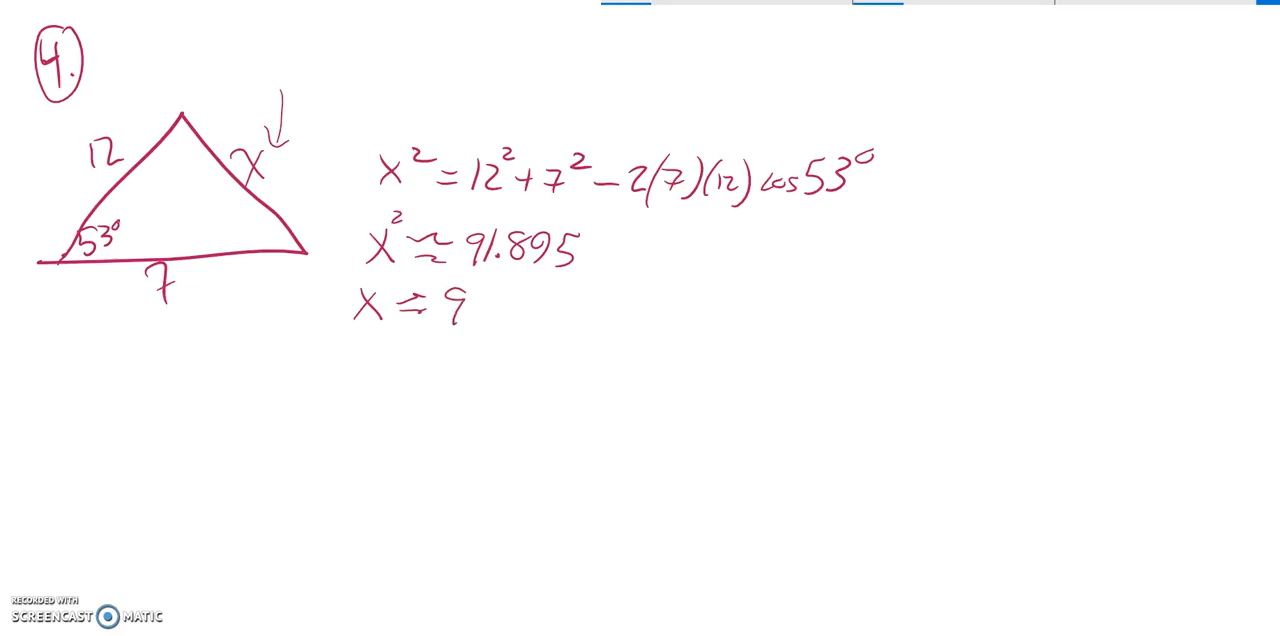 4.
12
x
53°
7
x² = 12² + 7² - 2(7)(12) cos 53°
x² ≈ 91.895
x ≈ 9
RECORDED WITH
SCREENCAST MATIC